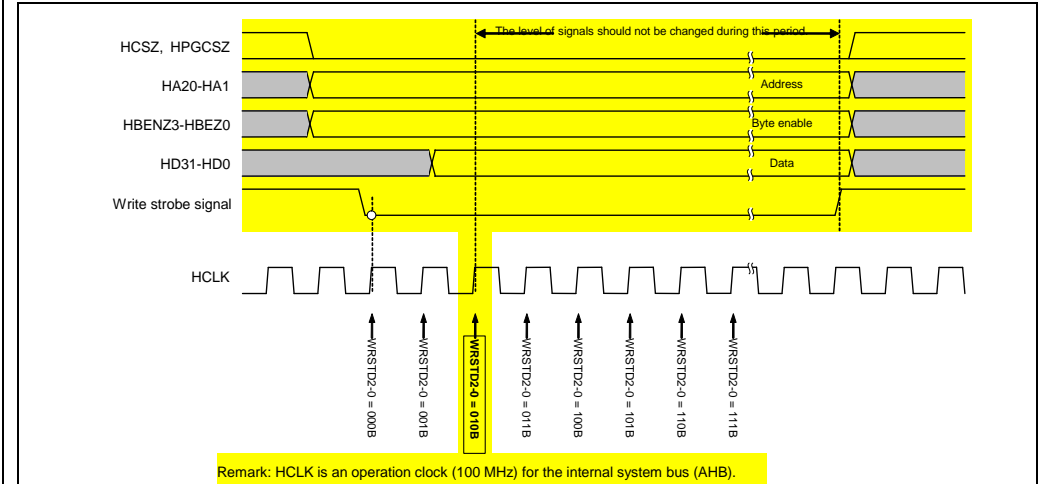 The level of signals should not be changed during this period.
HCSZ, HPGCSZ
HA20-HA1
Address
HBENZ3-HBEZ0
Byte enable
HD31-HD0
Data
Write strobe signal
HCLK
WRSTD2-0 = 000B
WRSTD2-0 = 001B
WRSTD2-0 = 010B
WRSTD2-0 = 011B
WRSTD2-0 = 100B
WRSTD2-0 = 101B
WRSTD2-0 = 110B
WRSTD2-0 = 111B
Remark: HCLK is an operation clock (100 MHz) for the internal system bus (AHB).